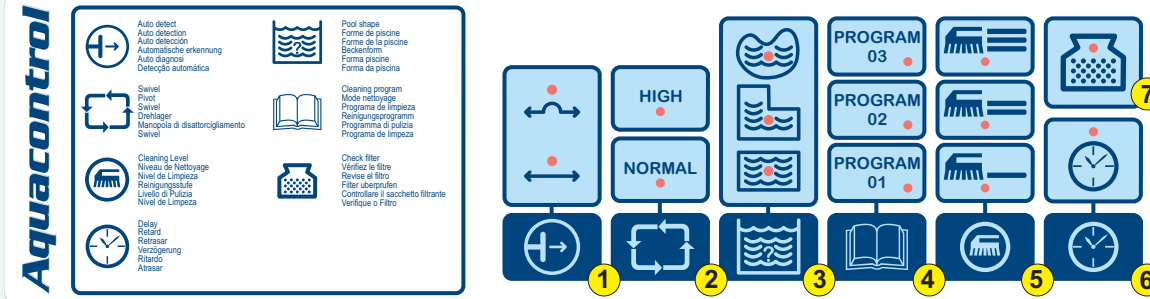 Aquacontrol
Auto detect
Auto detection
Auto detección
Automatische erkennung
Auto diagnosi
Detecção automática
Swivel
Pivot
Swivel
Drehlager
Manopola di disattorcigliamento
Swivel
Cleaning Level
Niveau de Nettoyage
Nivel de Limpieza
Reinigungsstufe
Livello di Pulizia
Nível de Limpeza
Delay
Retard
Retrasar
Verzögerung
Ritardo
Atrasar
Pool shape
Forme de piscine
Forme de la piscine
Beckenform
Forma piscine
Forma da piscina
Cleaning program
Mode nettoyage
Programa de limpieza
Reinigungsprogramm
Programma di pulizia
Programa de limpeza
Check filter
Vérifiez le filtre
Revise el filtro
Filter uberprufen
Controllare il sacchetto filtrante
Verifique o Filtro
?
HIGH
NORMAL
PROGRAM
03
PROGRAM
02
PROGRAM
01
?
1
2
3
4
5
6
7